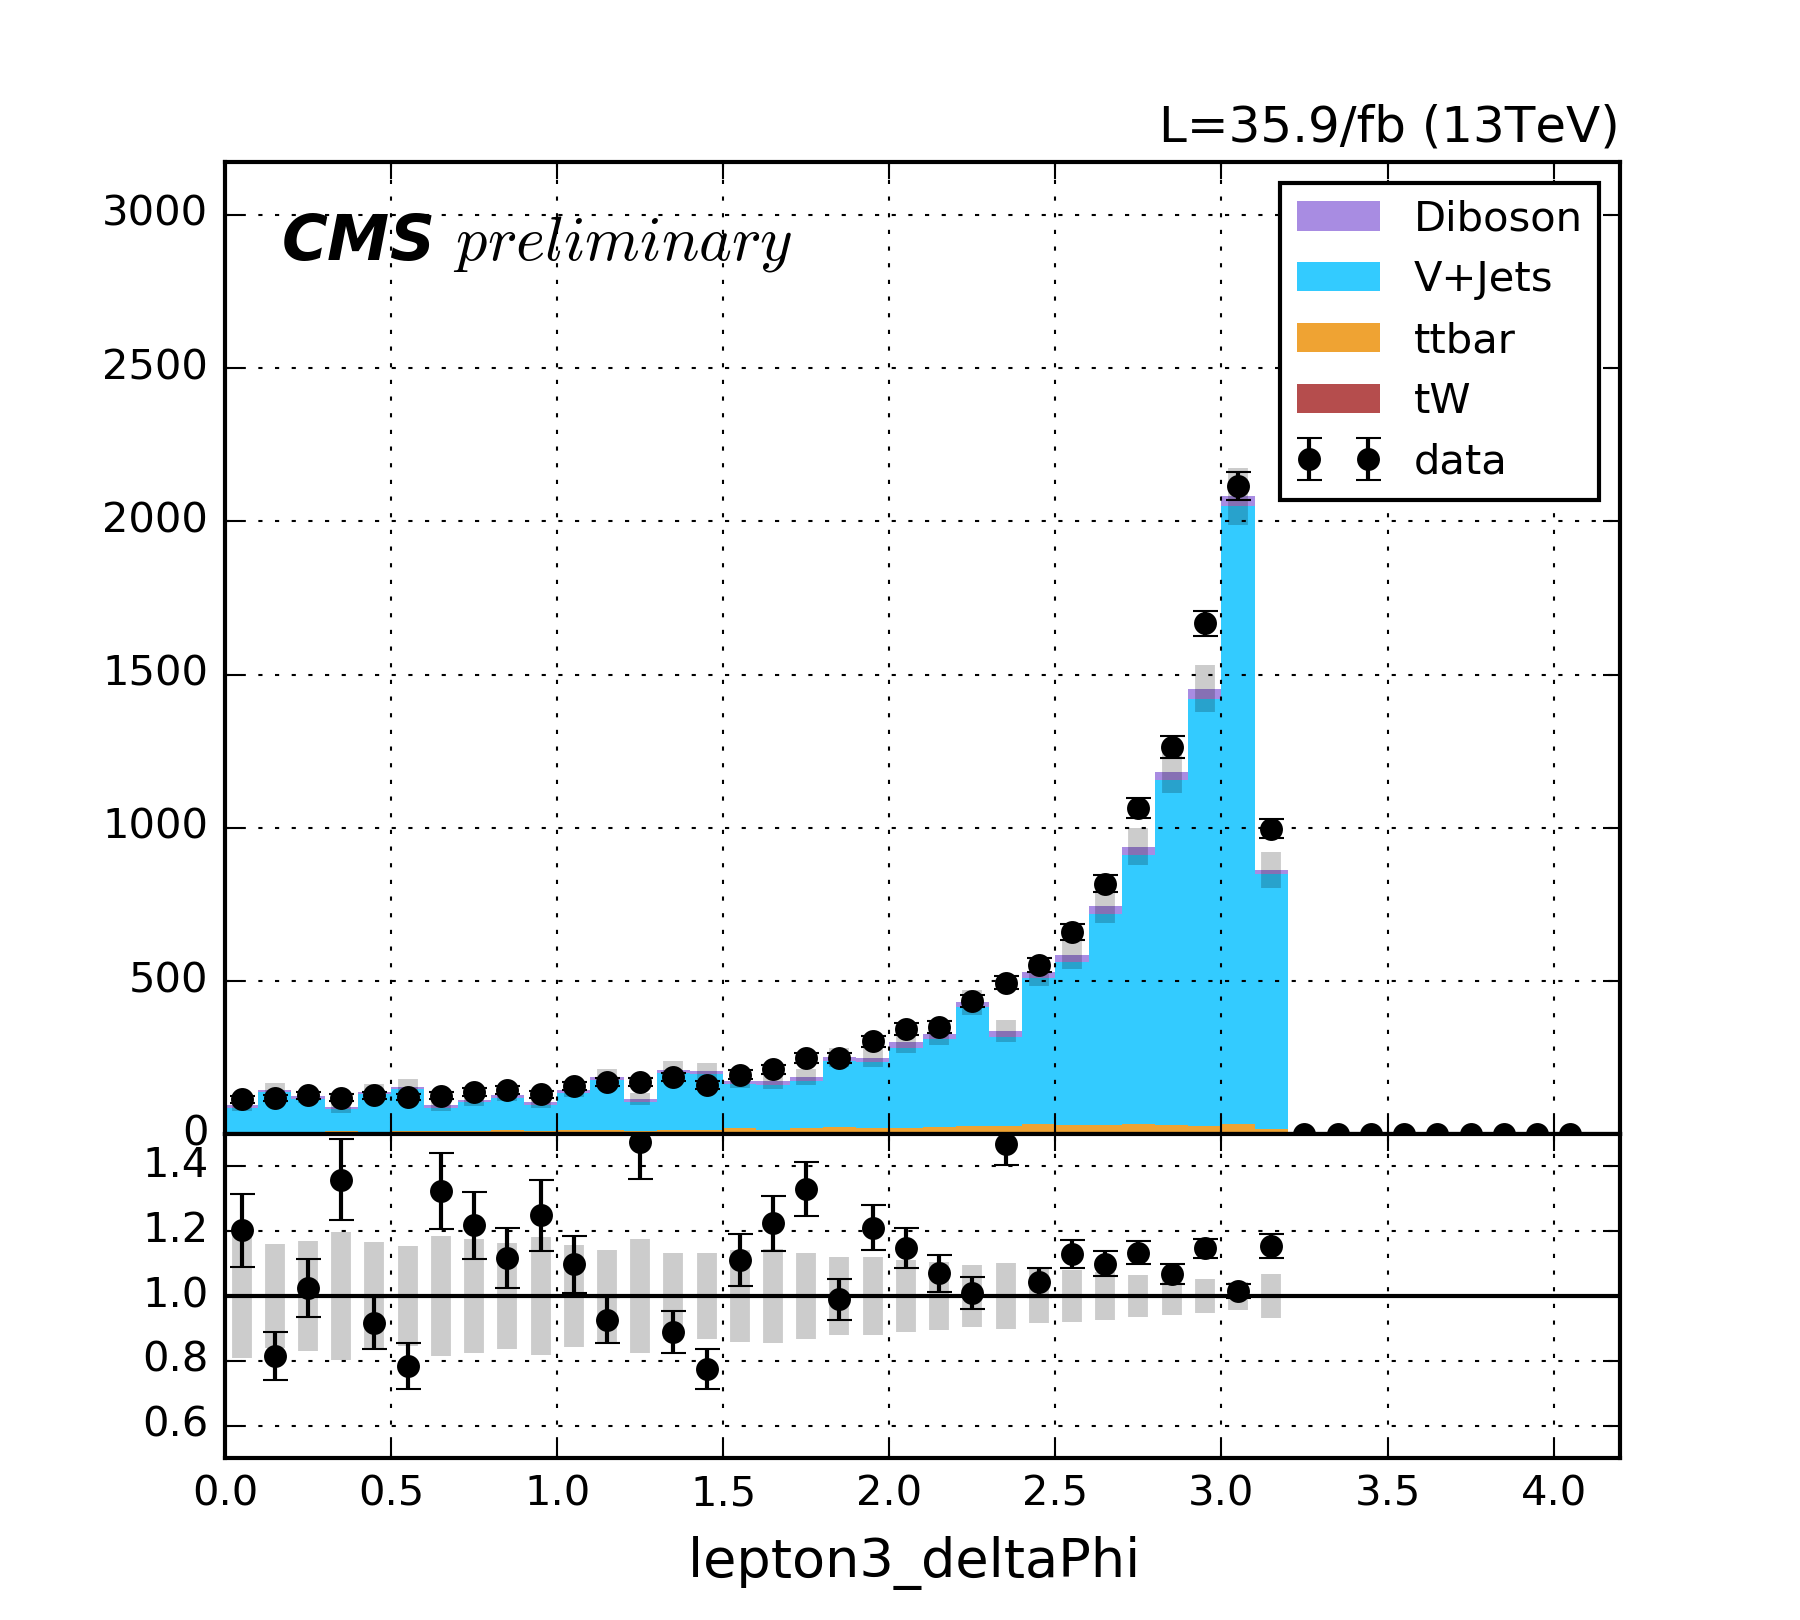 L=35.9/fb (13TeV)
CMS preliminary
Diboson
V+Jets
ttbar
tW
data
3000
2500
2000
1500
1000
500
0
1.4
1.2
1.0
0.8
0.6
0.0 0.5 1.0 1.5 2.0 2.5 3.0 3.5 4.0
lepton3_deltaPhi